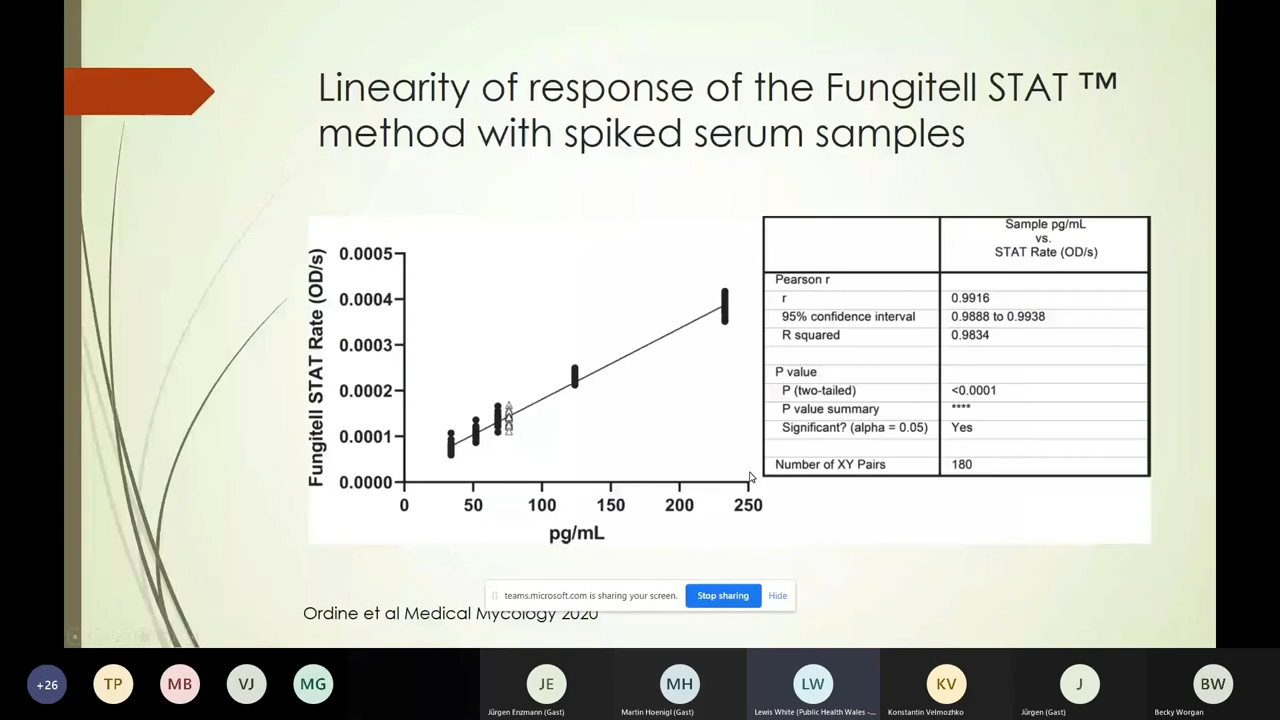 Linearity of response of the Fungitell STAT ™
method with spiked serum samples
Fungitell STAT Rate (OD/s)
0.0005
0.0004
0.0003
0.0002
0.0001
0.0000
0 50 100 150 200 250
pg/mL
Sample pg/mL
vs.
STAT Rate (OD/s)
Pearson r
r 0.9916
95% confidence interval 0.9888 to 0.9938
R squared 0.9834
P value
P (two-tailed) <0.0001
P value summary ****
Significant? (alpha = 0.05) Yes
Number of XY Pairs 180
teams.microsoft.com is sharing your screen. Stop sharing Hide
Ordine et al Medical Mycology 2020
+26 TP MB VJ MG JE MH LW KV J BW
Jürgen Enzmann (Gast) Martin Hoenigl (Gast) Lewis White (Public Health Wales -... Konstantin Velmozhko Jürgen (Gast) Becky Worgan